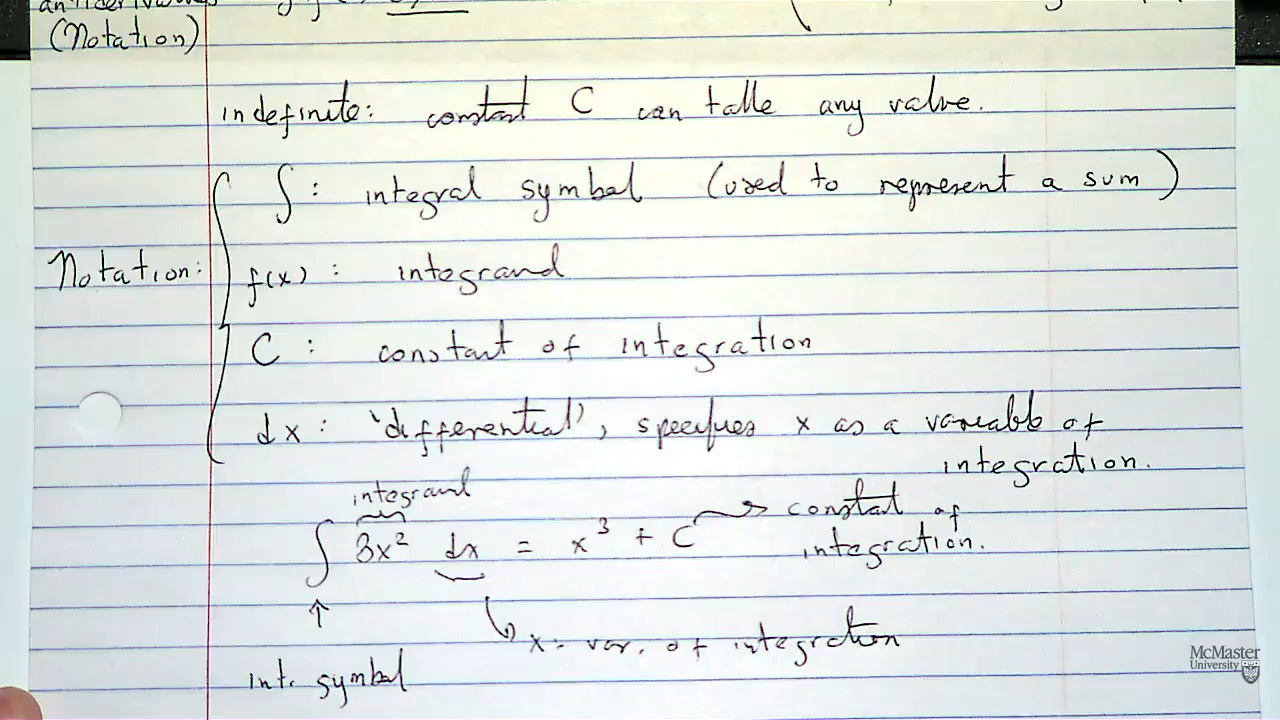 (Notation)
indefinite: constant C can take any value.
∫: integral symbol (used to represent a sum)
Notation:
f(x): integrand
C: constant of integration
dx: 'differential', specifies x as a variable of
integration.
integrand
∫ 3x² dx = x³ + C
constant of
integration.
x: var. of integration
int. symbol
McMaster
University